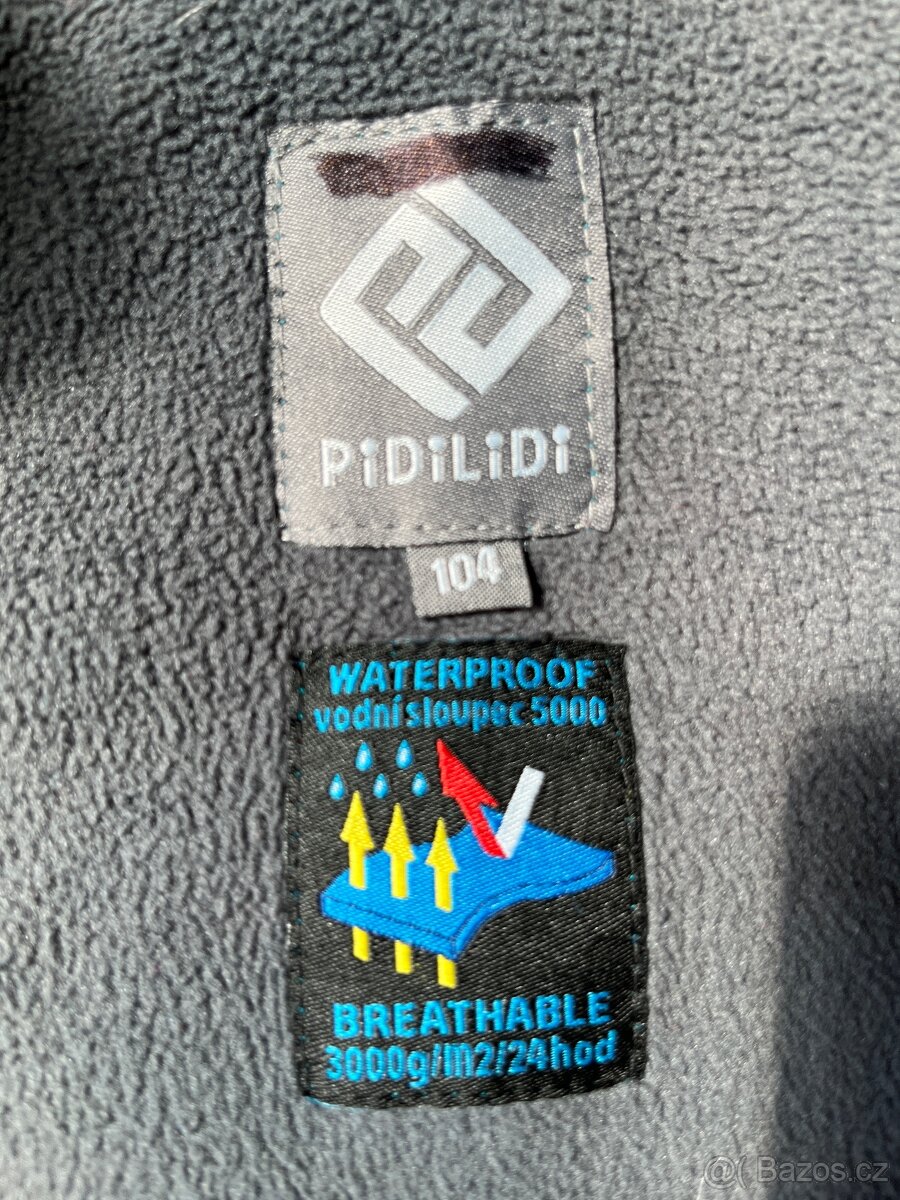 PiDiLiDi
104
WATERPROOF
vodní sloupec 5000
BREATHABLE
3000g/m2/24hod
@( Bazos.cz